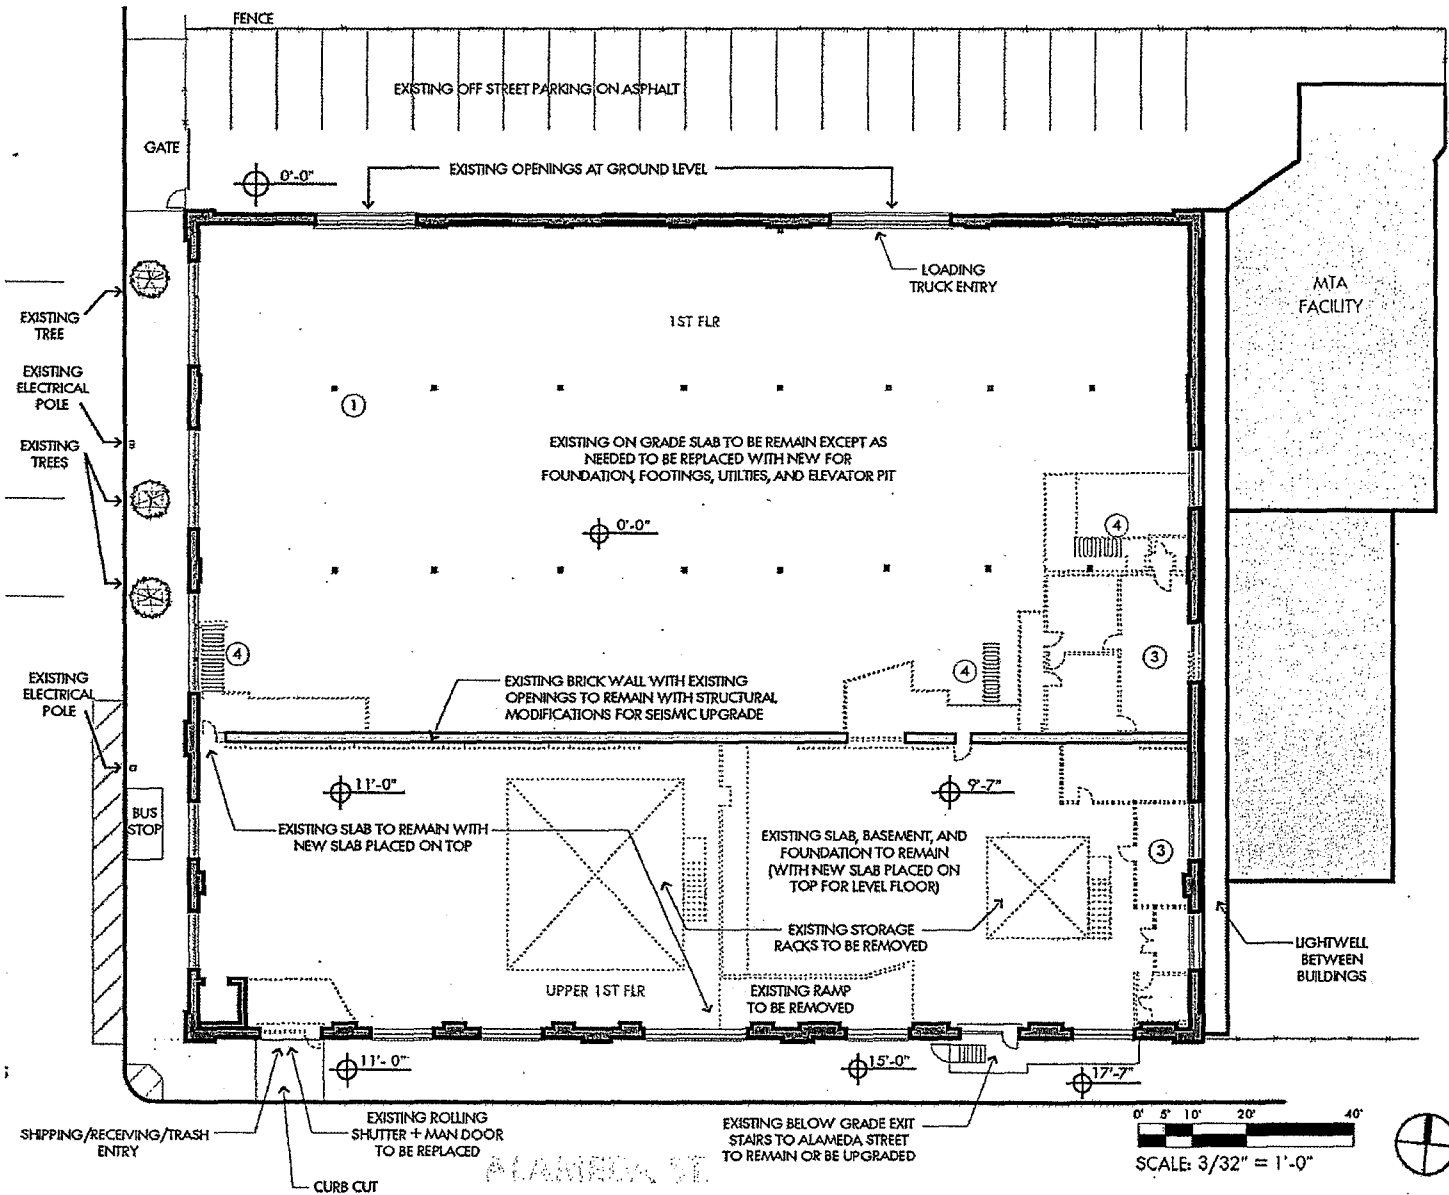 FENCE
EXISTING OFF STREET PARKING ON ASPHALT
GATE
0'-0"
EXISTING OPENINGS AT GROUND LEVEL
LOADING
TRUCK ENTRY
MTA
FACILITY
EXISTING
TREE
1ST FLR
EXISTING
ELECTRICAL
POLE
1
EXISTING
TREES
EXISTING ON GRADE SLAB TO BE REMAIN EXCEPT AS
NEEDED TO BE REPLACED WITH NEW FOR
FOUNDATION, FOOTINGS, UTILTIES, AND ELEVATOR PIT
0'-0"
4
4
4
3
EXISTING
ELECTRICAL
POLE
EXISTING BRICK WALL WITH EXISTING
OPENINGS TO REMAIN WITH STRUCTURAL
MODIFICATIONS FOR SEISMIC UPGRADE
11'-0"
9'-7"
BUS
STOP
EXISTING SLAB TO REMAIN WITH
NEW SLAB PLACED ON TOP
EXISTING SLAB, BASEMENT, AND
FOUNDATION TO REMAIN
(WITH NEW SLAB PLACED ON
TOP FOR LEVEL FLOOR)
3
EXISTING STORAGE
RACKS TO BE REMOVED
LIGHTWELL
BETWEEN
BUILDINGS
UPPER 1ST FLR
EXISTING RAMP
TO BE REMOVED
11'-0"
15'-0"
17'-7"
SHIPPING/RECEIVING/TRASH
ENTRY
EXISTING ROLLING
SHUTTER + MAN DOOR
TO BE REPLACED
CURB CUT
ALAMEDA ST.
EXISTING BELOW GRADE EXIT
STAIRS TO ALAMEDA STREET
TO REMAIN OR BE UPGRADED
0' 5' 10' 20' 40'
SCALE: 3/32" = 1'-0"